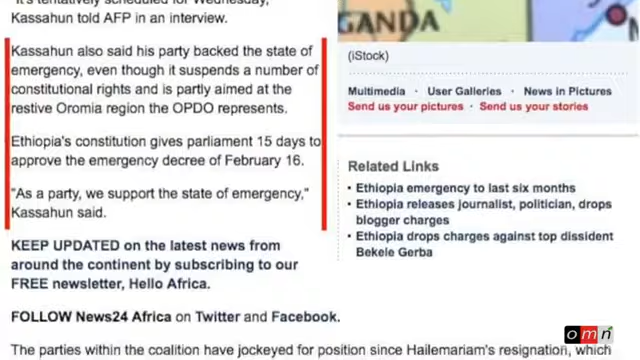 "It's tentatively scheduled for Wednesday,"
Kassahun told AFP in an interview.
Kassahun also said his party backed the state of
emergency, even though it suspends a number of
constitutional rights and is partly aimed at the
restive Oromia region the OPDO represents.
Ethiopia's constitution gives parliament 15 days to
approve the emergency decree of February 16.
"As a party, we support the state of emergency,"
Kassahun said.
KEEP UPDATED on the latest news from
around the continent by subscribing to our
FREE newsletter, Hello Africa.
FOLLOW News24 Africa on Twitter and Facebook.
The parties within the coalition have jockeyed for position since Hailemariam's resignation, which
GANDA
(iStock)
Multimedia · User Galleries · News in Pictures
Send us your pictures · Send us your stories
Related Links
• Ethiopia emergency to last six months
• Ethiopia releases journalist, politician, drops
blogger charges
• Ethiopia drops charges against top dissident
Bekele Gerba
omn